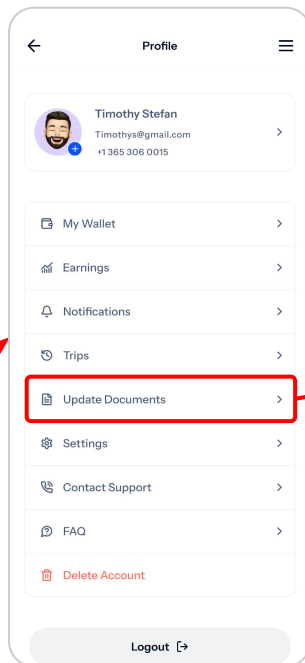 Profile
Timothy Stefan
Timothys@gmail.com
+1 365 306 0015
My Wallet
Earnings
Notifications
Trips
Update Documents
Settings
Contact Support
FAQ
Delete Account
Logout